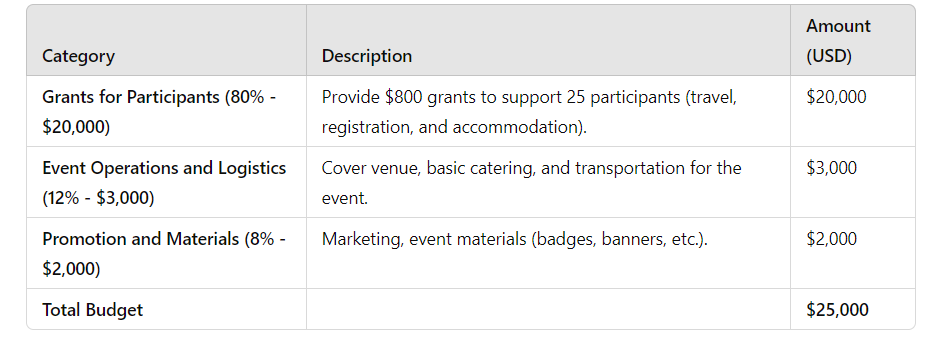 Category
Description
Amount
(USD)
Grants for Participants (80% -
$20,000)
Provide $800 grants to support 25 participants (travel,
registration, and accommodation).
$20,000
Event Operations and Logistics
(12% - $3,000)
Cover venue, basic catering, and transportation for the
event.
$3,000
Promotion and Materials (8% -
$2,000)
Marketing, event materials (badges, banners, etc.).
$2,000
Total Budget
$25,000